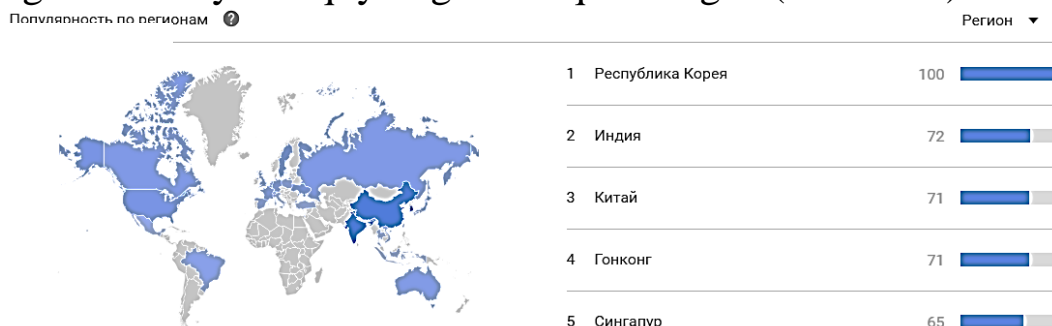 Популярность по регионам ?
Регион
1 Республика Корея 100
2 Индия 72
3 Китай 71
4 Гонконг 71
5 Сингапур 65